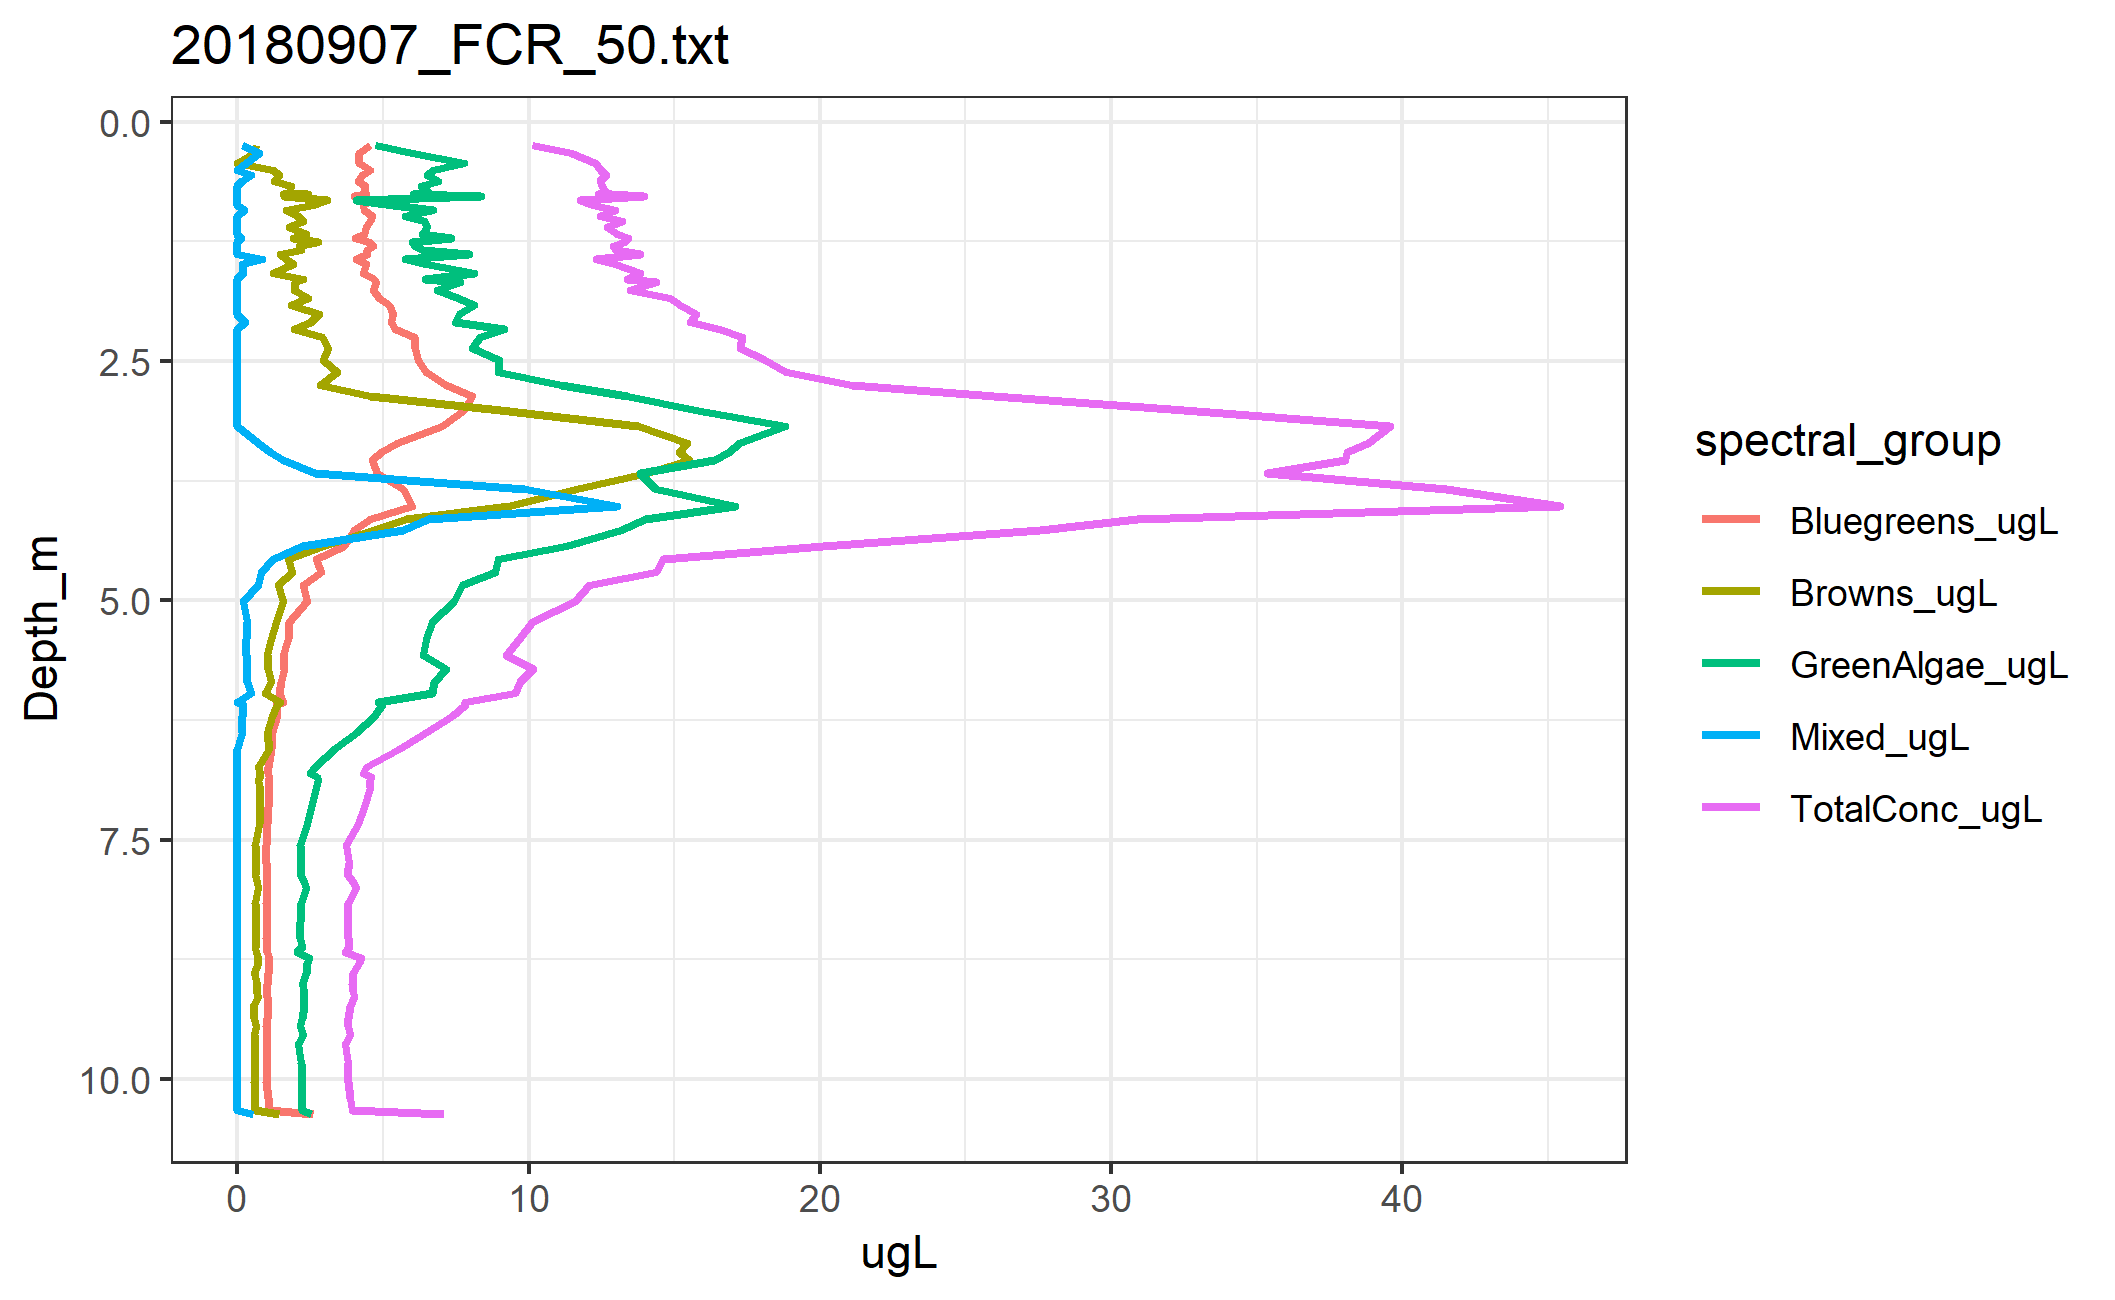 20180907_FCR_50.txt
0.0
2.5
5.0
7.5
10.0
Depth_m
0 10 20 30 40
ugL
spectral_group
Bluegreens_ugL
Browns_ugL
GreenAlgae_ugL
Mixed_ugL
TotalConc_ugL